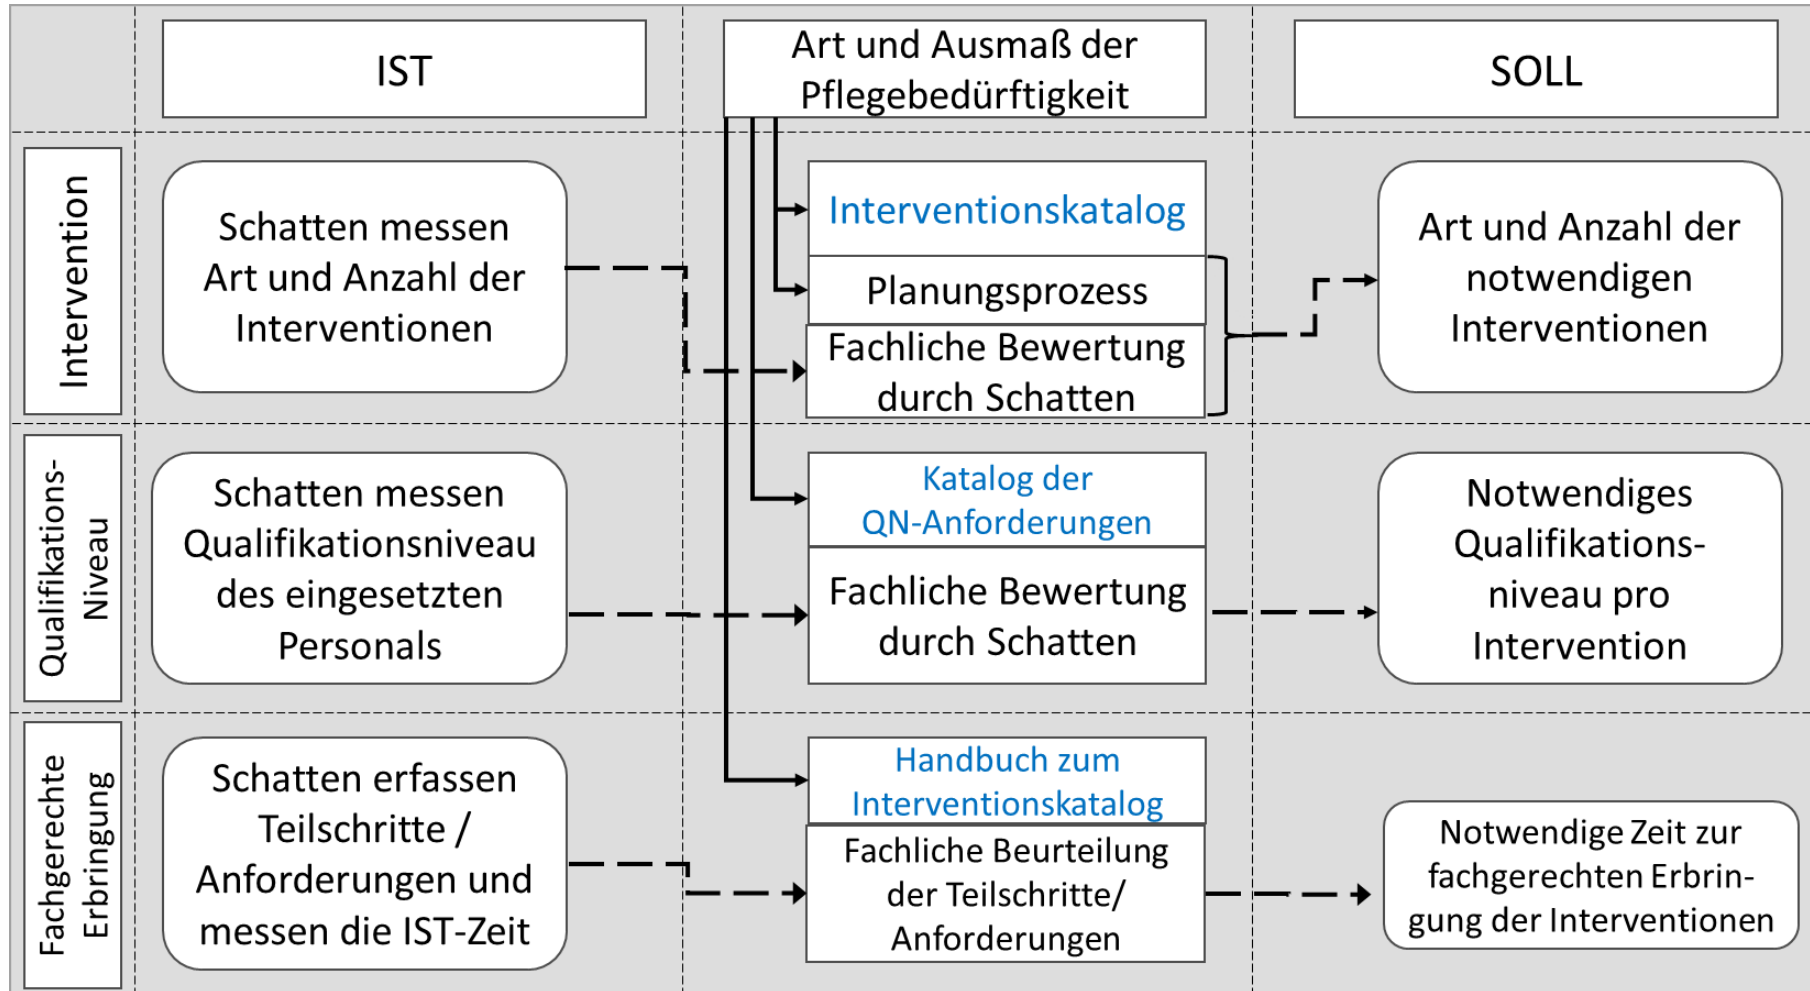 IST
Art und Ausmaß der
Pflegebedürftigkeit
SOLL
Intervention
Schatten messen
Art und Anzahl der
Interventionen
Interventionskatalog
Planungsprozess
Fachliche Bewertung
durch Schatten
Art und Anzahl der
notwendigen
Interventionen
Qualifikations-
Niveau
Schatten messen
Qualifikationsniveau
des eingesetzten
Personals
Katalog der
QN-Anforderungen
Fachliche Bewertung
durch Schatten
Notwendiges
Qualifikations-
niveau pro
Intervention
Fachgerechte
Erbringung
Schatten erfassen
Teilschritte /
Anforderungen und
messen die IST-Zeit
Handbuch zum
Interventionskatalog
Fachliche Beurteilung
der Teilschritte/
Anforderungen
Notwendige Zeit zur
fachgerechten Erbrin-
gung der Interventionen